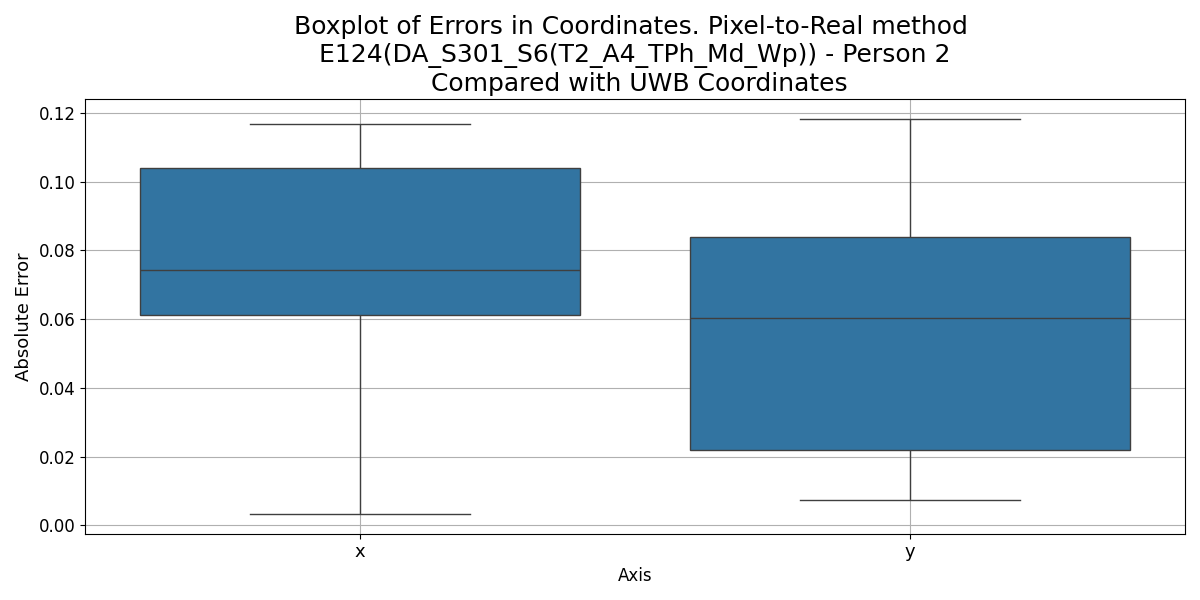 Boxplot of Errors in Coordinates. Pixel-to-Real method
E124(DA_S301_S6(T2_A4_TPh_Md_Wp)) - Person 2
Compared with UWB Coordinates
0.12
0.10
0.08
0.06
0.04
0.02
0.00
Absolute Error
x
y
Axis